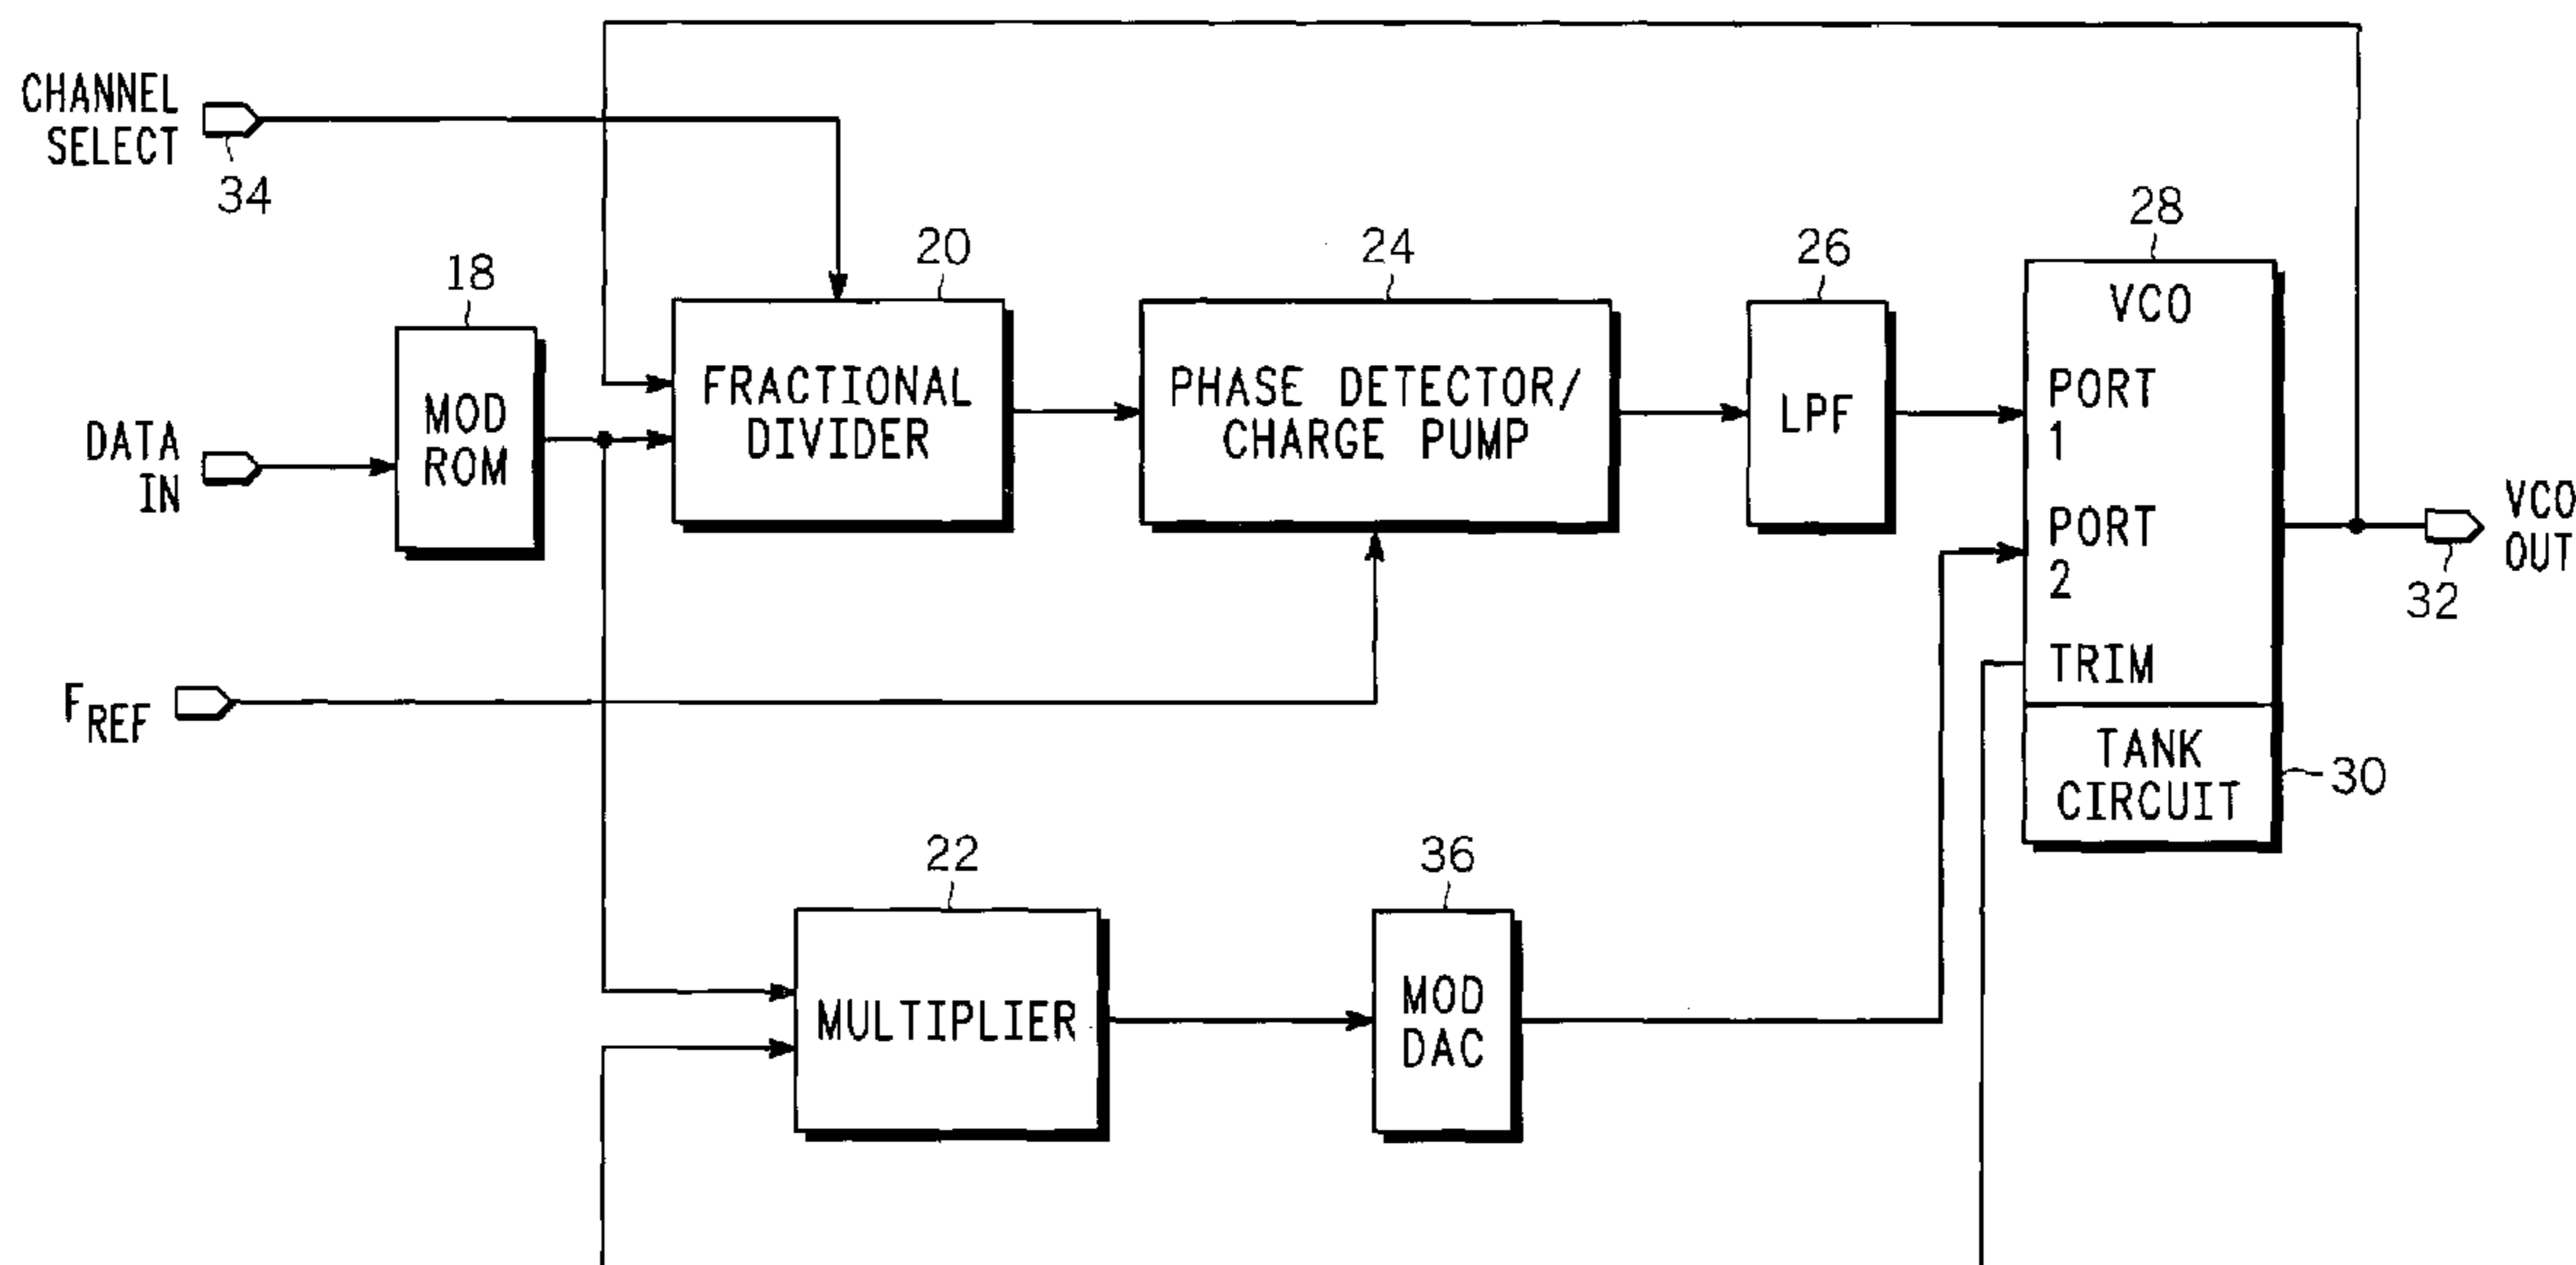 CHANNEL
SELECT
34
18
20
24
26
28
DATA
IN
MOD
ROM
FRACTIONAL
DIVIDER
PHASE DETECTOR/
CHARGE PUMP
LPF
VCO
PORT
1
PORT
2
TRIM
TANK
CIRCUIT
30
VCO
OUT
32
FREF
22
36
MULTIPLIER
MOD
DAC